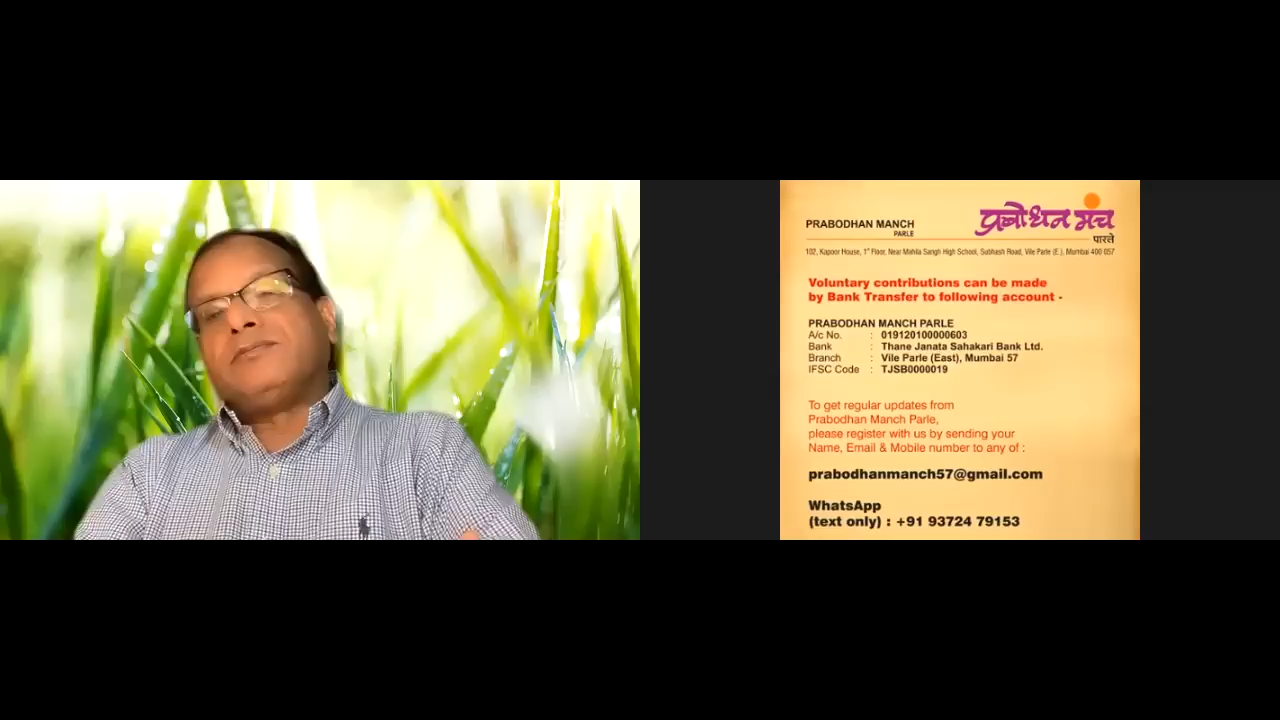 PRABODHAN MANCH
PARLE
प्रबोधन मंच
पारले
102, Kapoor House, 1st Floor, Near Mahila Sangh High School, Subhash Road, Vile Parle (E.), Mumbai 400 057
Voluntary contributions can be made
by Bank Transfer to following account -
PRABODHAN MANCH PARLE
A/c No. : 019120100000603
Bank : Thane Janata Sahakari Bank Ltd.
Branch : Vile Parle (East), Mumbai 57
IFSC Code : TJSB0000019
To get regular updates from
Prabodhan Manch Parle,
please register with us by sending your
Name, Email & Mobile number to any of :
prabodhanmanch57@gmail.com
WhatsApp
(text only) : +91 93724 79153